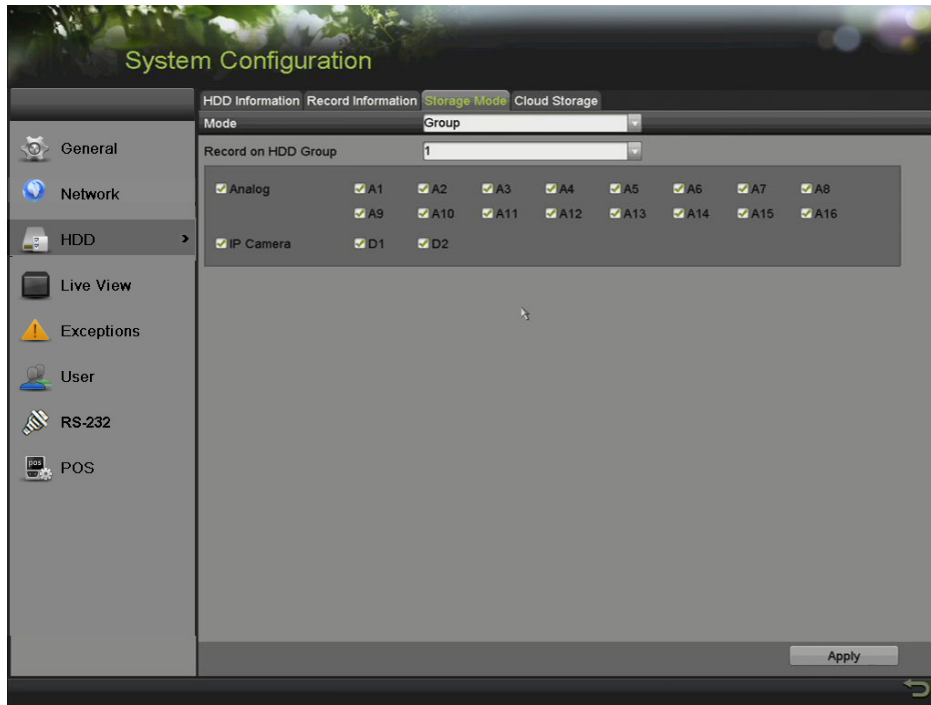 System Configuration
HDD Information Record Information Storage Mode Cloud Storage
Mode Group
Record on HDD Group 1
Analog A1 A2 A3 A4 A5 A6 A7 A8
A9 A10 A11 A12 A13 A14 A15 A16
IP Camera D1 D2
General
Network
HDD
Live View
Exceptions
User
RS-232
pos POS
Apply